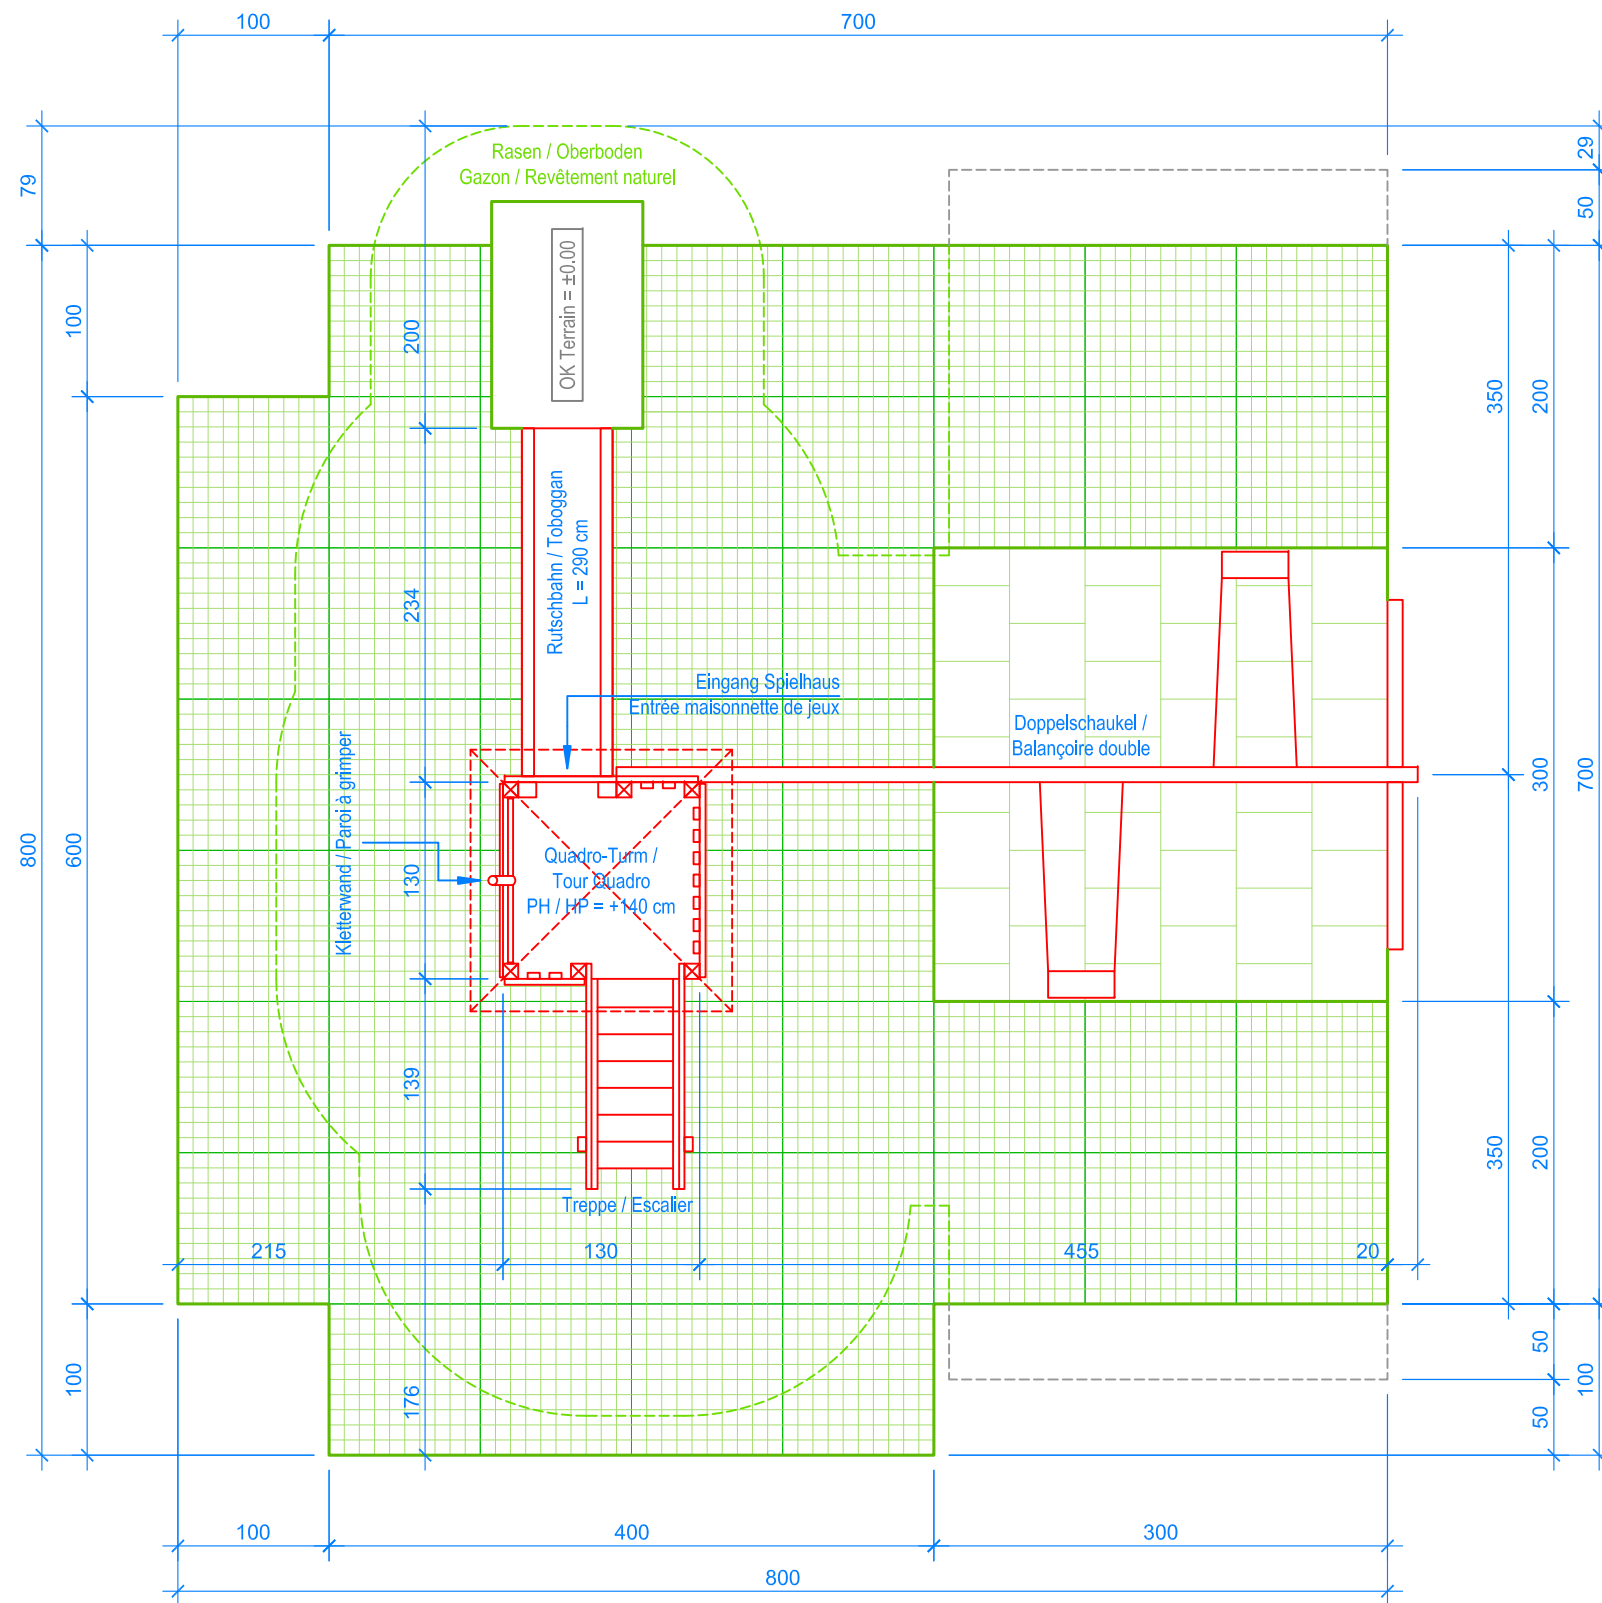 100
700
79
29
50
Rasen / Oberboden
Gazon / Revêtement naturel
OK Terrain = ±0.00
100
200
350
200
Rutschbahn / Toboggan
L = 290 cm
234
Eingang Spielhaus
Entrée maisonnette de jeux
Doppelschaukel /
Balançoire double
Kletterwand / Paroi à grimper
300
700
800
600
130
Quadro-Turm /
Tour Quadro
PH / HP = +140 cm
139
350
200
Treppe / Escalier
215
130
455
20
100
176
50
100
50
100
400
300
800